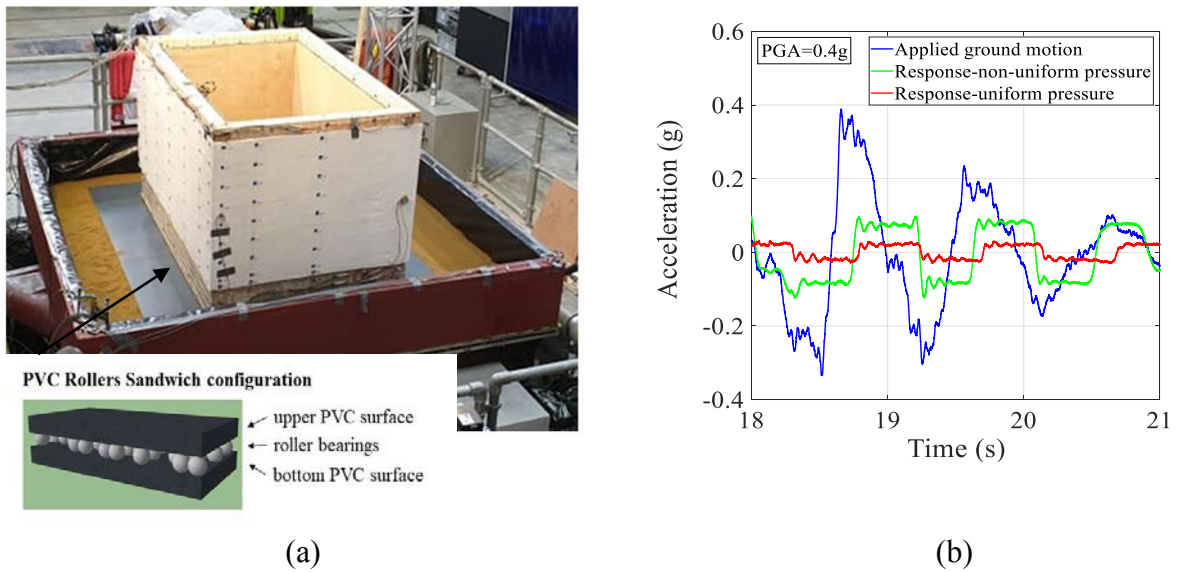 PVC Rollers Sandwich configuration
upper PVC surface
roller bearings
bottom PVC surface
(a)
PGA=0.4g
Applied ground motion
Response-non-uniform pressure
Response-uniform pressure
Acceleration (g)
0.6
0.4
0.2
0
-0.2
-0.4
18
19
20
21
Time (s)
(b)